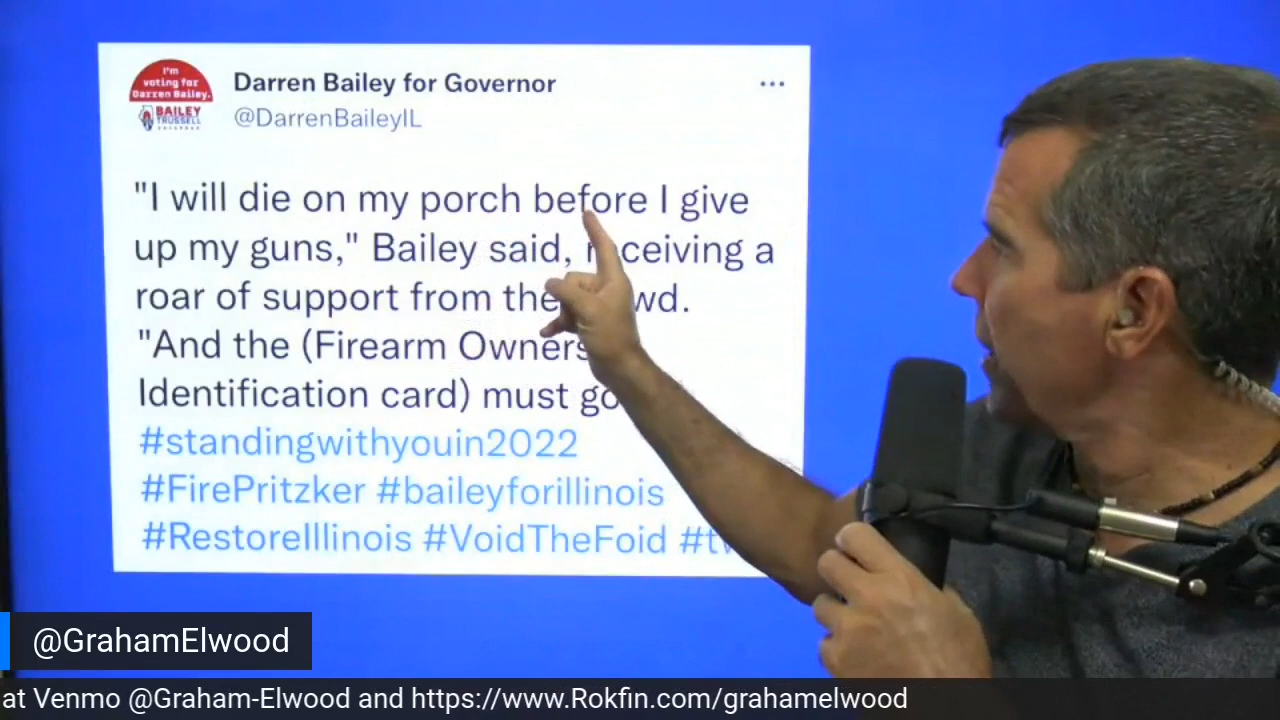 I'm
voting for
Darren Bailey.
BAILEY
TRUSSELL
Darren Bailey for Governor
@DarrenBaileyIL
"I will die on my porch before I give
up my guns," Bailey said, receiving a
roar of support from the
"And the (Firearm Owners
Identification card) must go
#standingwithyouin2022
#FirePritzker #baileyforillinois
#RestoreIllinois #VoidTheFoid
@GrahamElwood
at Venmo @Graham-Elwood and https://www.Rokfin.com/grahamelwood